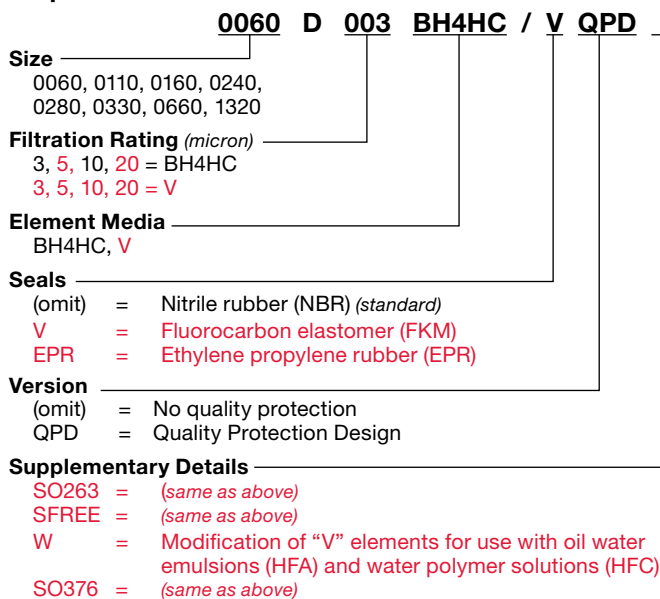 0060 D 003 BH4HC / V QPD
Size
0060, 0110, 0160, 0240,
0280, 0330, 0660, 1320
Filtration Rating (micron)
3, 5, 10, 20 = BH4HC
3, 5, 10, 20 = V
Element Media
BH4HC, V
Seals
(omit) = Nitrile rubber (NBR) (standard)
V = Fluorocarbon elastomer (FKM)
EPR = Ethylene propylene rubber (EPR)
Version
(omit) = No quality protection
QPD = Quality Protection Design
Supplementary Details
SO263 = (same as above)
SFREE = (same as above)
W = Modification of “V” elements for use with oil water
emulsions (HFA) and water polymer solutions (HFC)
SO376 = (same as above)